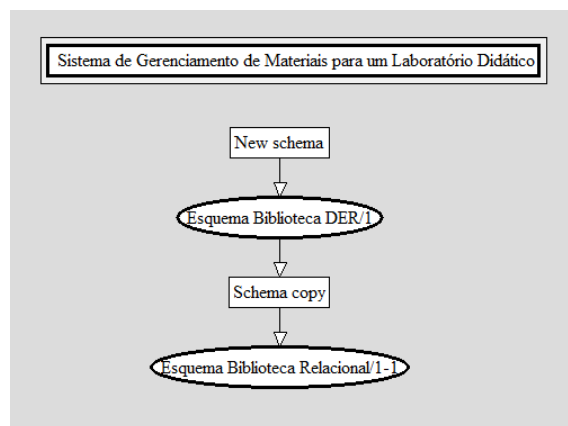 Sistema de Gerenciamento de Materiais para um Laboratório Didático
New schema
Esquema Biblioteca DER/1
Schema copy
Esquema Biblioteca Relacional/1-1